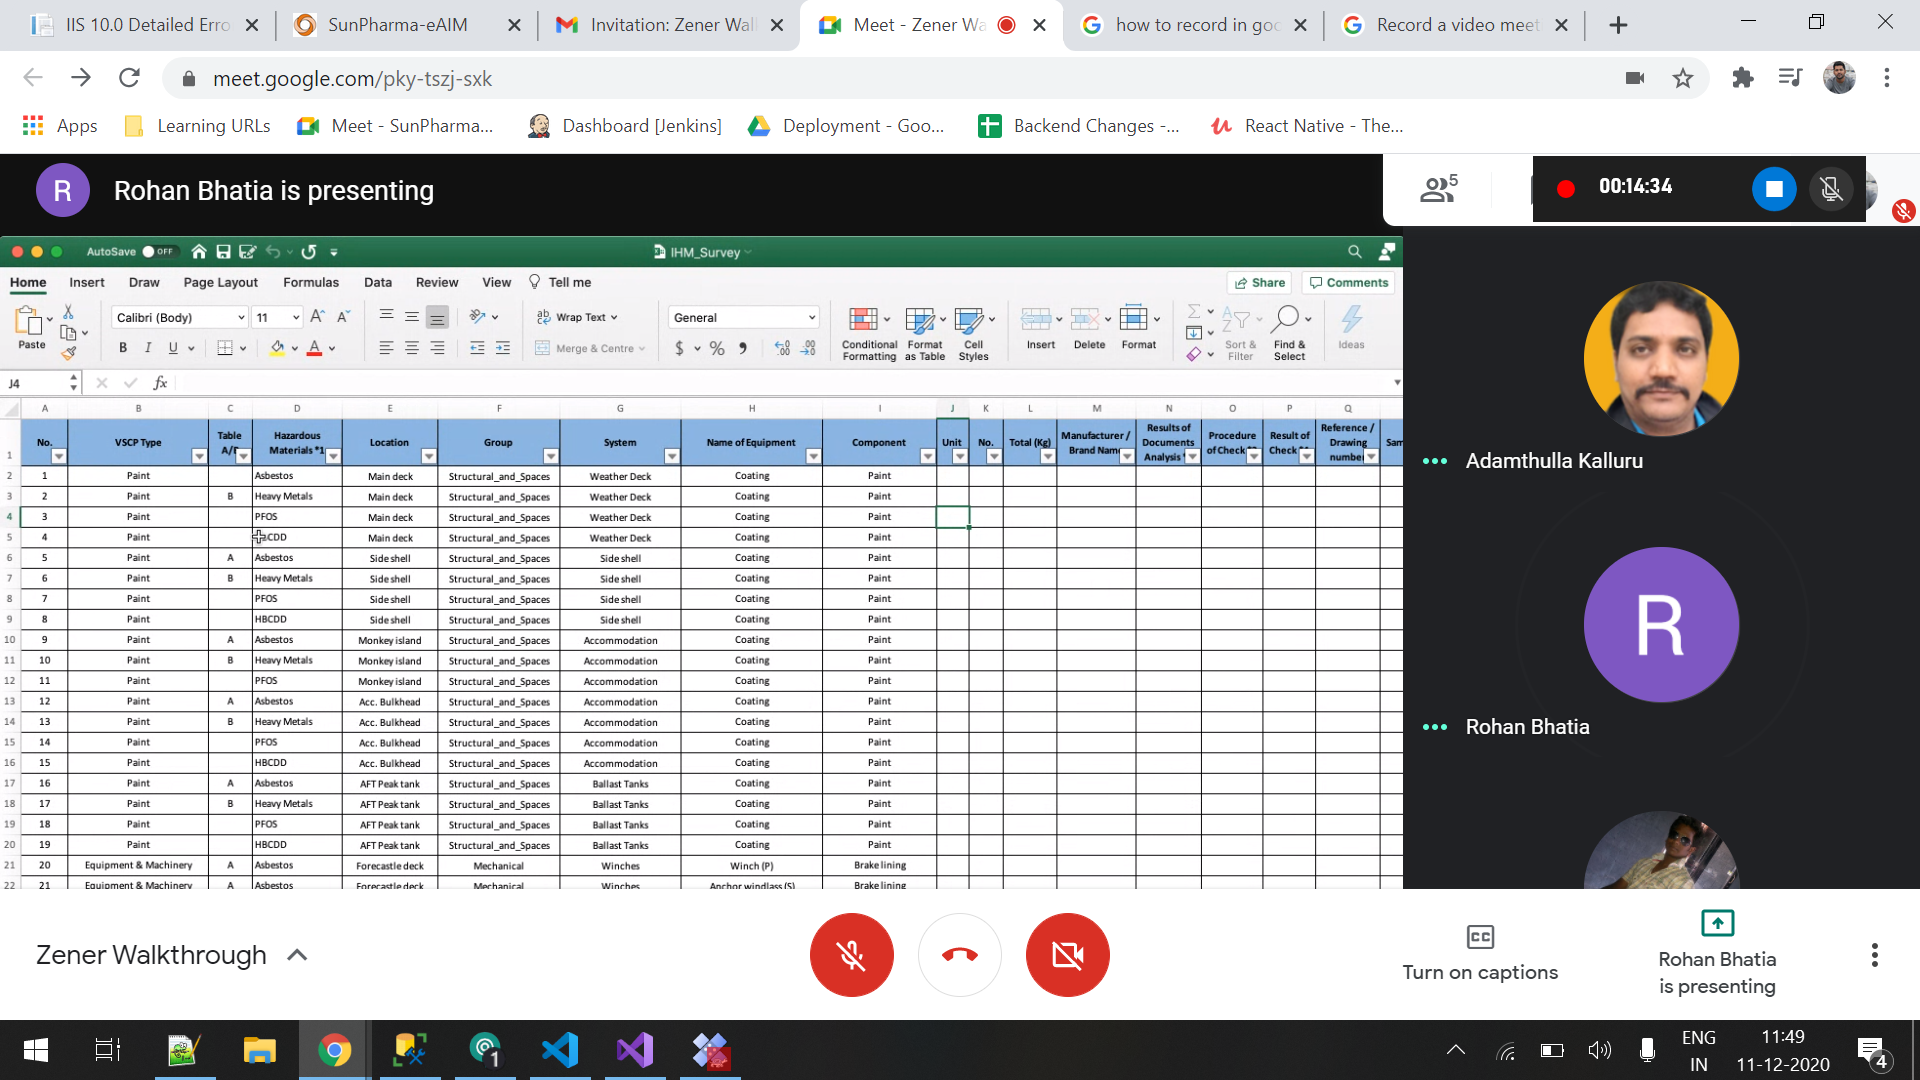 IIS 10.0 Detailed Erro
SunPharma-eAIM
Invitation: Zener Wal
Meet - Zener Wa
how to record in goo
Record a video meet
meet.google.com/pky-tszj-sxk
Apps
Learning URLs
Meet - SunPharma...
Dashboard [Jenkins]
Deployment - Goo...
Backend Changes -...
React Native - The...
R
Rohan Bhatia is presenting
5
00:14:34
AutoSave OFF
IHM_Survey
Home Insert Draw Page Layout Formulas Data Review View Tell me
Share Comments
Paste
Calibri (Body) 11
B I U
Wrap Text
Merge & Centre
General
$ %
Conditional Formatting
Format as Table
Cell Styles
Insert Delete Format
Sort & Filter
Find & Select
Ideas
J4 fx
A B C D E F G H I J K L M N O P Q
1 No. VSCP Type Table A/B Hazardous Materials *1 Location Group System Name of Equipment Component Unit No. Total (Kg) Manufacturer / Brand Name Results of Documents Analysis Procedure of Check Result of Check Reference / Drawing number Sam
2 1 Paint Asbestos Main deck Structural_and_Spaces Weather Deck Coating Paint
3 2 Paint B Heavy Metals Main deck Structural_and_Spaces Weather Deck Coating Paint
4 3 Paint PFOS Main deck Structural_and_Spaces Weather Deck Coating Paint
5 4 Paint HBCDD Main deck Structural_and_Spaces Weather Deck Coating Paint
6 5 Paint A Asbestos Side shell Structural_and_Spaces Side shell Coating Paint
7 6 Paint B Heavy Metals Side shell Structural_and_Spaces Side shell Coating Paint
8 7 Paint PFOS Side shell Structural_and_Spaces Side shell Coating Paint
9 8 Paint HBCDD Side shell Structural_and_Spaces Side shell Coating Paint
10 9 Paint A Asbestos Monkey island Structural_and_Spaces Accommodation Coating Paint
11 10 Paint B Heavy Metals Monkey island Structural_and_Spaces Accommodation Coating Paint
12 11 Paint PFOS Monkey island Structural_and_Spaces Accommodation Coating Paint
13 12 Paint A Asbestos Acc. Bulkhead Structural_and_Spaces Accommodation Coating Paint
14 13 Paint B Heavy Metals Acc. Bulkhead Structural_and_Spaces Accommodation Coating Paint
15 14 Paint PFOS Acc. Bulkhead Structural_and_Spaces Accommodation Coating Paint
16 15 Paint HBCDD Acc. Bulkhead Structural_and_Spaces Accommodation Coating Paint
17 16 Paint A Asbestos AFT Peak tank Structural_and_Spaces Ballast Tanks Coating Paint
18 17 Paint B Heavy Metals AFT Peak tank Structural_and_Spaces Ballast Tanks Coating Paint
19 18 Paint PFOS AFT Peak tank Structural_and_Spaces Ballast Tanks Coating Paint
20 19 Paint HBCDD AFT Peak tank Structural_and_Spaces Ballast Tanks Coating Paint
21 20 Equipment & Machinery A Asbestos Forecastle deck Mechanical Winches Winch (P) Brake lining
22 21 Equipment & Machinery A Asbestos Forecastle deck Mechanical Winches Anchor windlass (S) Brake lining
Adamthulla Kalluru
R
Rohan Bhatia
Zener Walkthrough
CC
Turn on captions
Rohan Bhatia
is presenting
1
ENG
IN
11:49
11-12-2020
4